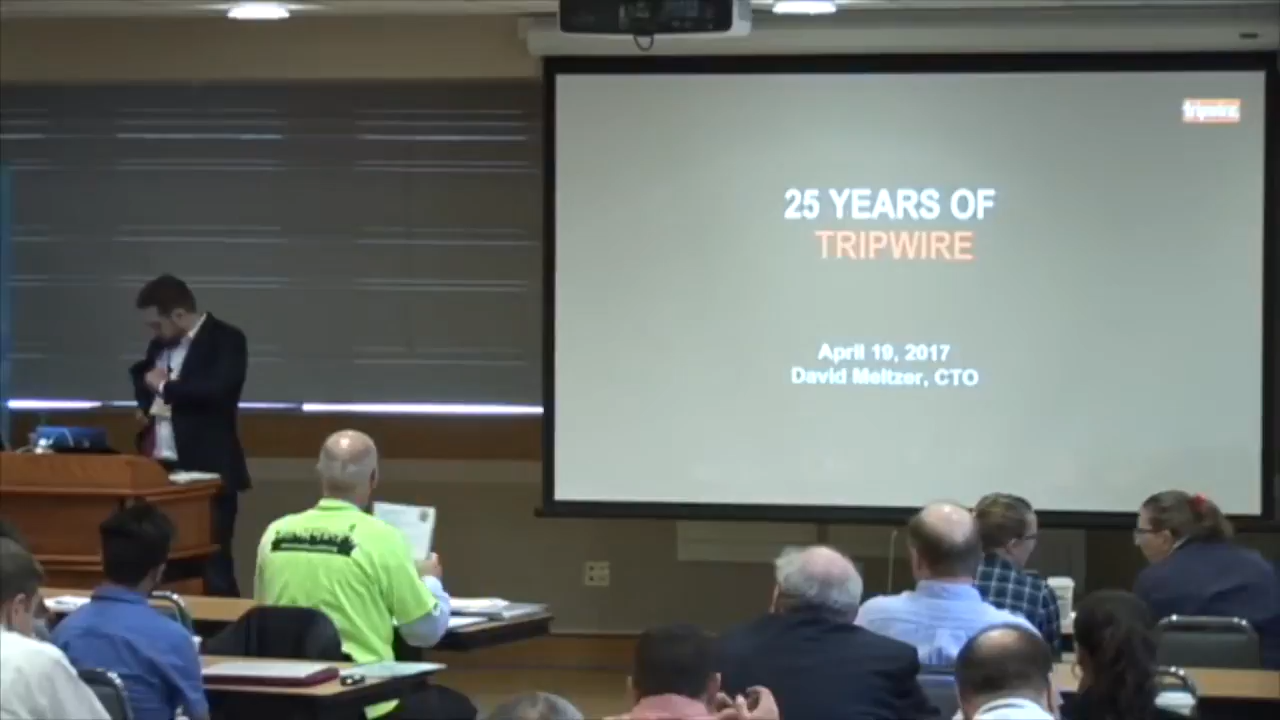 tripwire
25 YEARS OF
TRIPWIRE
April 19, 2017
David Meltzer, CTO